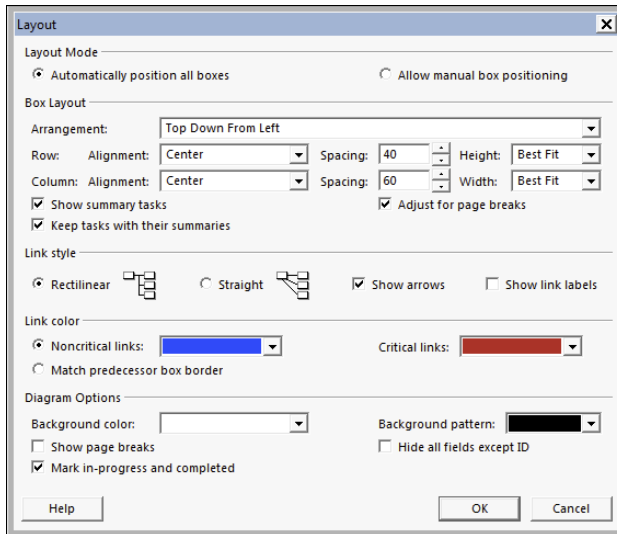 Layout
Layout Mode
Automatically position all boxes Allow manual box positioning
Box Layout
Arrangement: Top Down From Left
Row: Alignment: Center Spacing: 40 Height: Best Fit
Column: Alignment: Center Spacing: 60 Width: Best Fit
Show summary tasks Adjust for page breaks
Keep tasks with their summaries
Link style
Rectilinear Straight Show arrows Show link labels
Link color
Noncritical links: Critical links:
Match predecessor box border
Diagram Options
Background color: Background pattern:
Show page breaks Hide all fields except ID
Mark in-progress and completed
Help OK Cancel